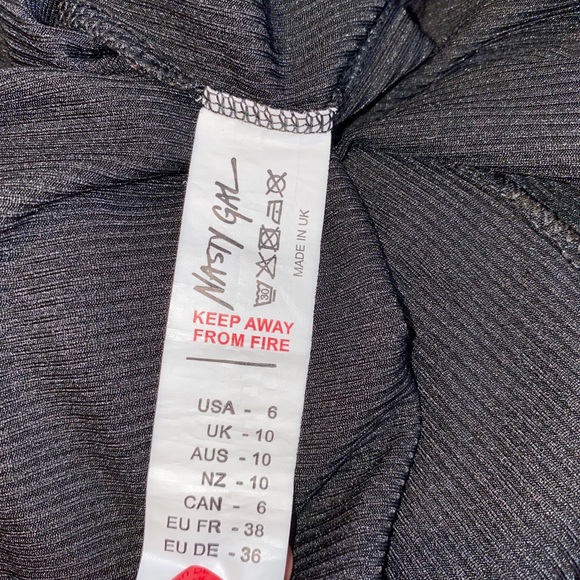 NASTY GAL
30
MADE IN UK
KEEP AWAY
FROM FIRE
USA - 6
UK - 10
AUS - 10
NZ - 10
CAN - 6
EU FR - 38
EU DE - 36